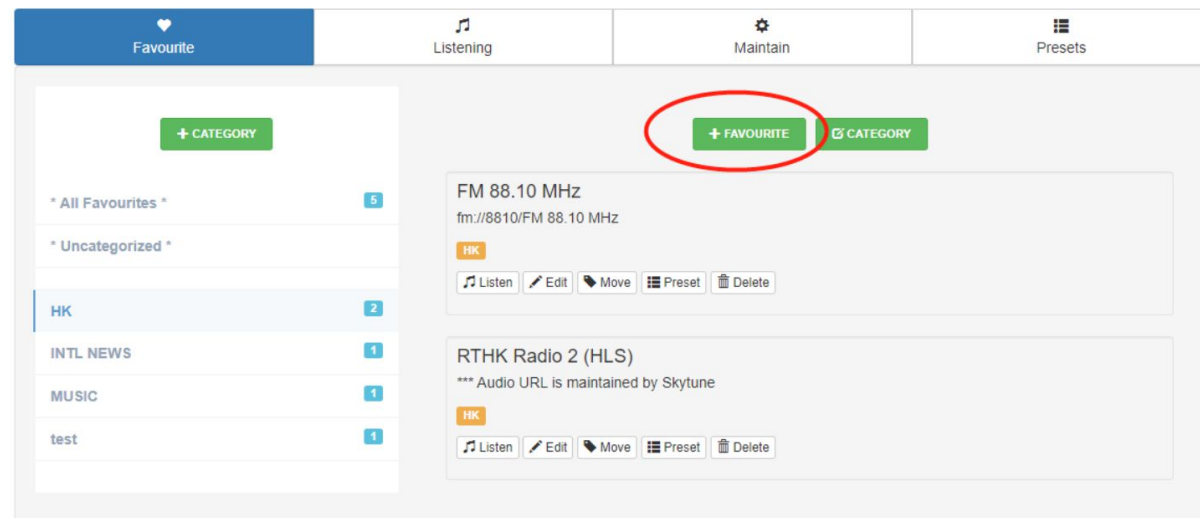 Favourite
Listening
Maintain
Presets
CATEGORY
* All Favourites * 5
* Uncategorized *
HK 2
INTL NEWS 1
MUSIC 1
test 1
FAVOURITE CATEGORY
FM 88.10 MHz
fm://8810/FM 88.10 MHz
HK
Listen Edit Move Preset Delete
RTHK Radio 2 (HLS)
*** Audio URL is maintained by Skytune
HK
Listen Edit Move Preset Delete